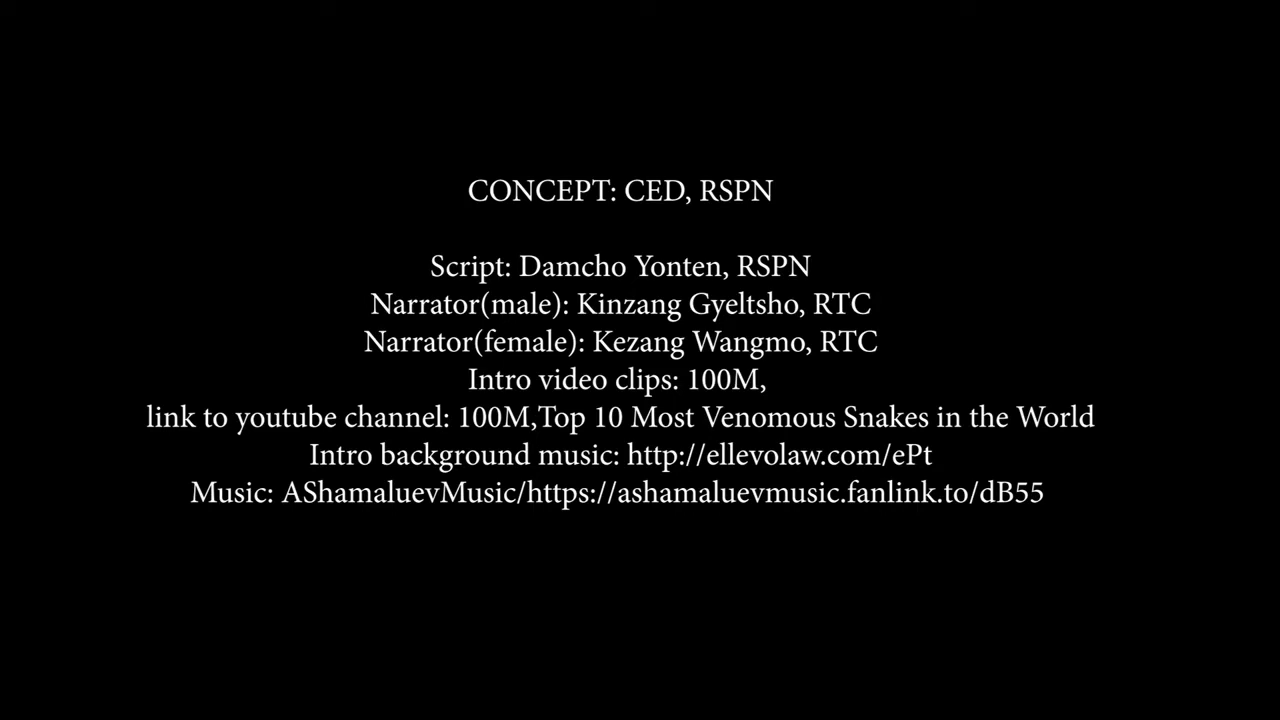 CONCEPT: CED, RSPN
Script: Damcho Yonten, RSPN
Narrator(male): Kinzang Gyeltsho, RTC
Narrator(female): Kezang Wangmo, RTC
Intro video clips: 100M,
link to youtube channel: 100M,Top 10 Most Venomous Snakes in the World
Intro background music: http://ellevolaw.com/ePt
Music: AShamaluevMusic/https://ashamaluevmusic.fanlink.to/dB55